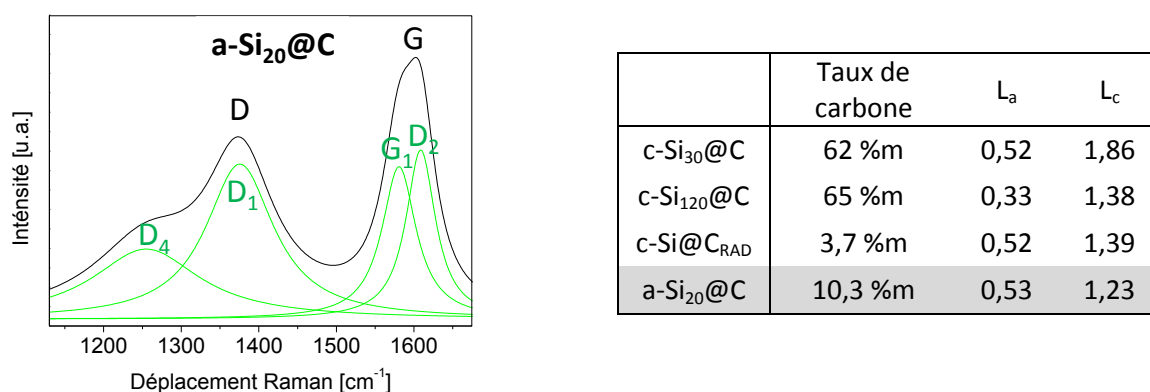 a-Si20@C
G
D
G1
D2
D1
D4
Inténsité [u.a.]
1200 1300 1400 1500 1600
Déplacement Raman [cm-1]
Taux de
carbone La Lc
c-Si30@C 62 %m 0,52 1,86
c-Si120@C 65 %m 0,33 1,38
c-Si@CRAD 3,7 %m 0,52 1,39
a-Si20@C 10,3 %m 0,53 1,23